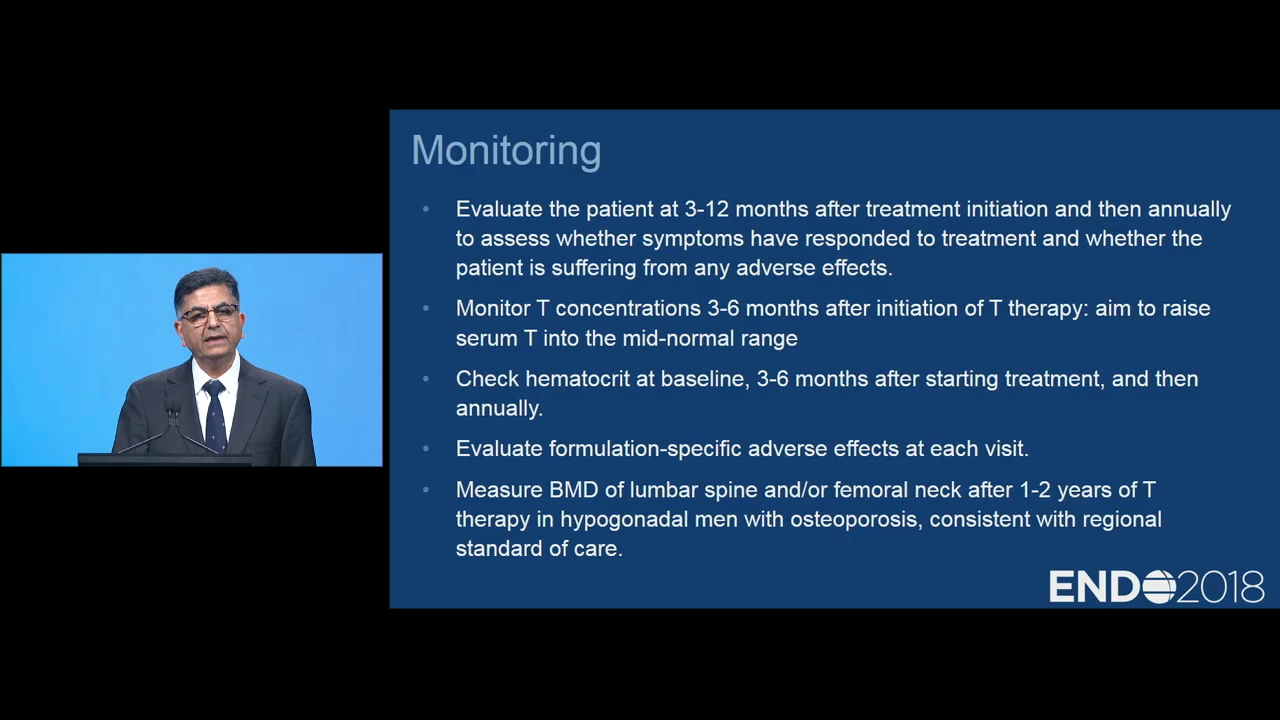 Monitoring
• Evaluate the patient at 3-12 months after treatment initiation and then annually
to assess whether symptoms have responded to treatment and whether the
patient is suffering from any adverse effects.
• Monitor T concentrations 3-6 months after initiation of T therapy: aim to raise
serum T into the mid-normal range
• Check hematocrit at baseline, 3-6 months after starting treatment, and then
annually.
• Evaluate formulation-specific adverse effects at each visit.
• Measure BMD of lumbar spine and/or femoral neck after 1-2 years of T
therapy in hypogonadal men with osteoporosis, consistent with regional
standard of care.
ENDO2018